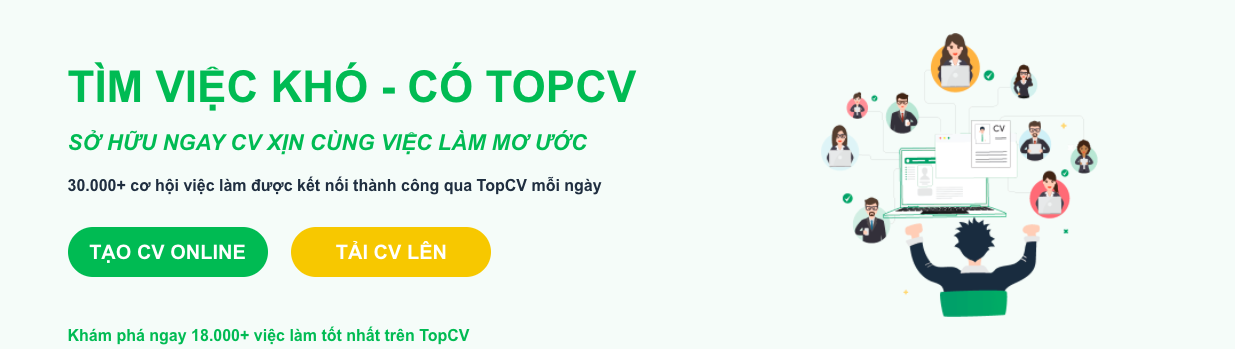 TÌM VIỆC KHÓ - CÓ TOPCV
SỞ HỮU NGAY CV XỊN CÙNG VIỆC LÀM MƠ ƯỚC
30.000+ cơ hội việc làm được kết nối thành công qua TopCV mỗi ngày
TẠO CV ONLINE
TẢI CV LÊN
Khám phá ngay 18.000+ việc làm tốt nhất trên TopCV
CV